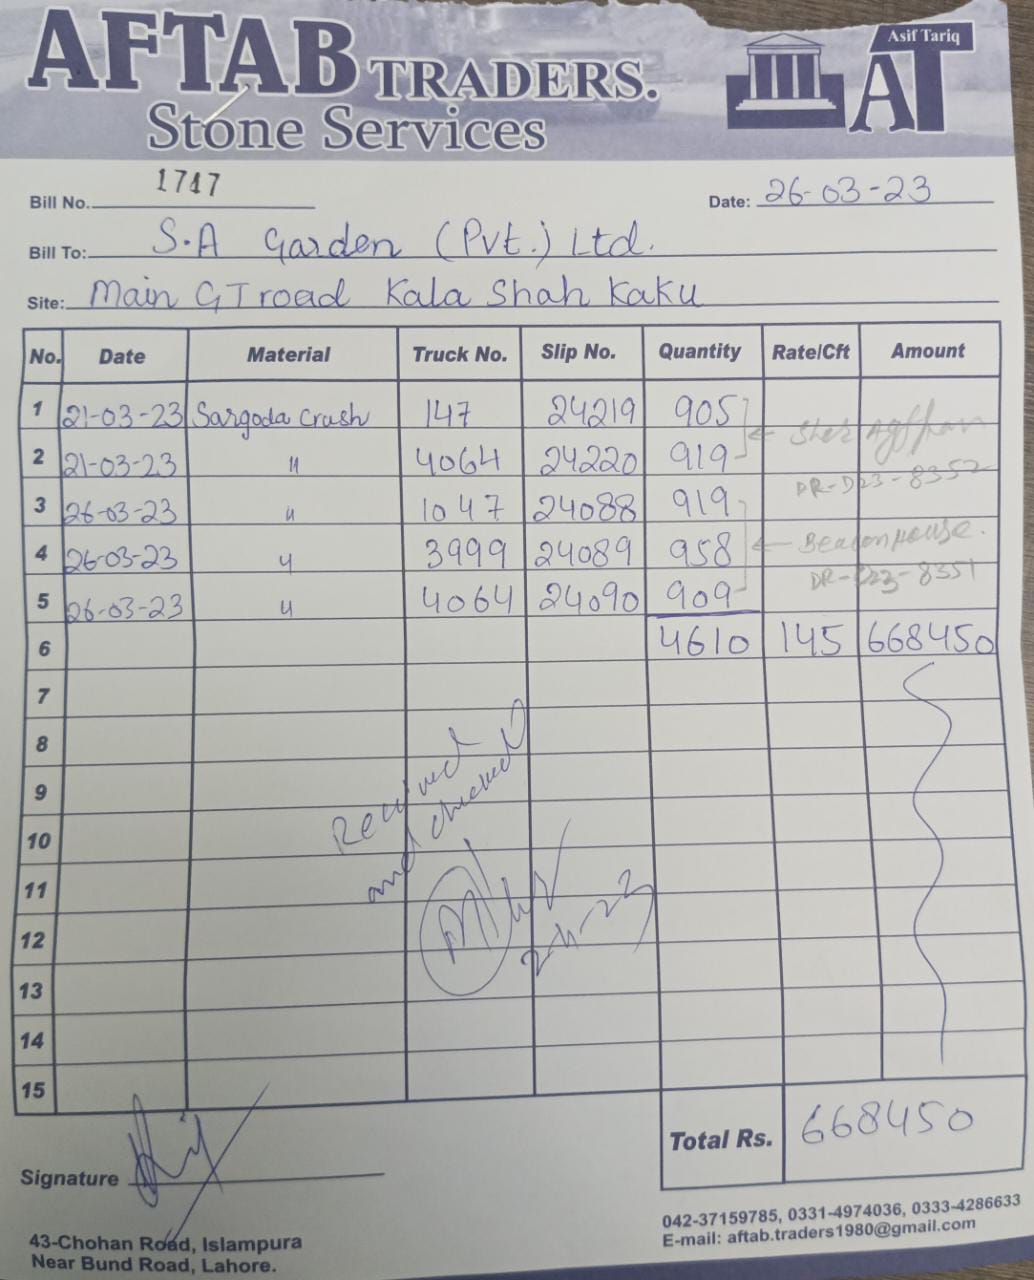 AFTAB TRADERS.
Stone Services
Asif Tariq
AT
Bill No. 1747
Date: 26-03-23
Bill To: S.A Garden (Pvt.) Ltd.
Site: Main GT road Kala Shah Kaku
No. Date Material Truck No. Slip No. Quantity Rate/Cft Amount
1 21-03-23 Sargoda Crush 147 24219 905
2 21-03-23 " 4064 24220 919
DR-D23-8352
3 26-03-23 " 1047 24088 919
4 26-03-23 " 3999 24089 958 Beaconhouse.
DR-D23-8351
5 26-03-23 " 4064 24090 909
6 4610 145 668450
7
8
9
10
11
12
13
14
15
Received
and checked
Total Rs. 668450
Signature
43-Chohan Road, Islampura
Near Bund Road, Lahore.
042-37159785, 0331-4974036, 0333-4286633
E-mail: aftab.traders1980@gmail.com